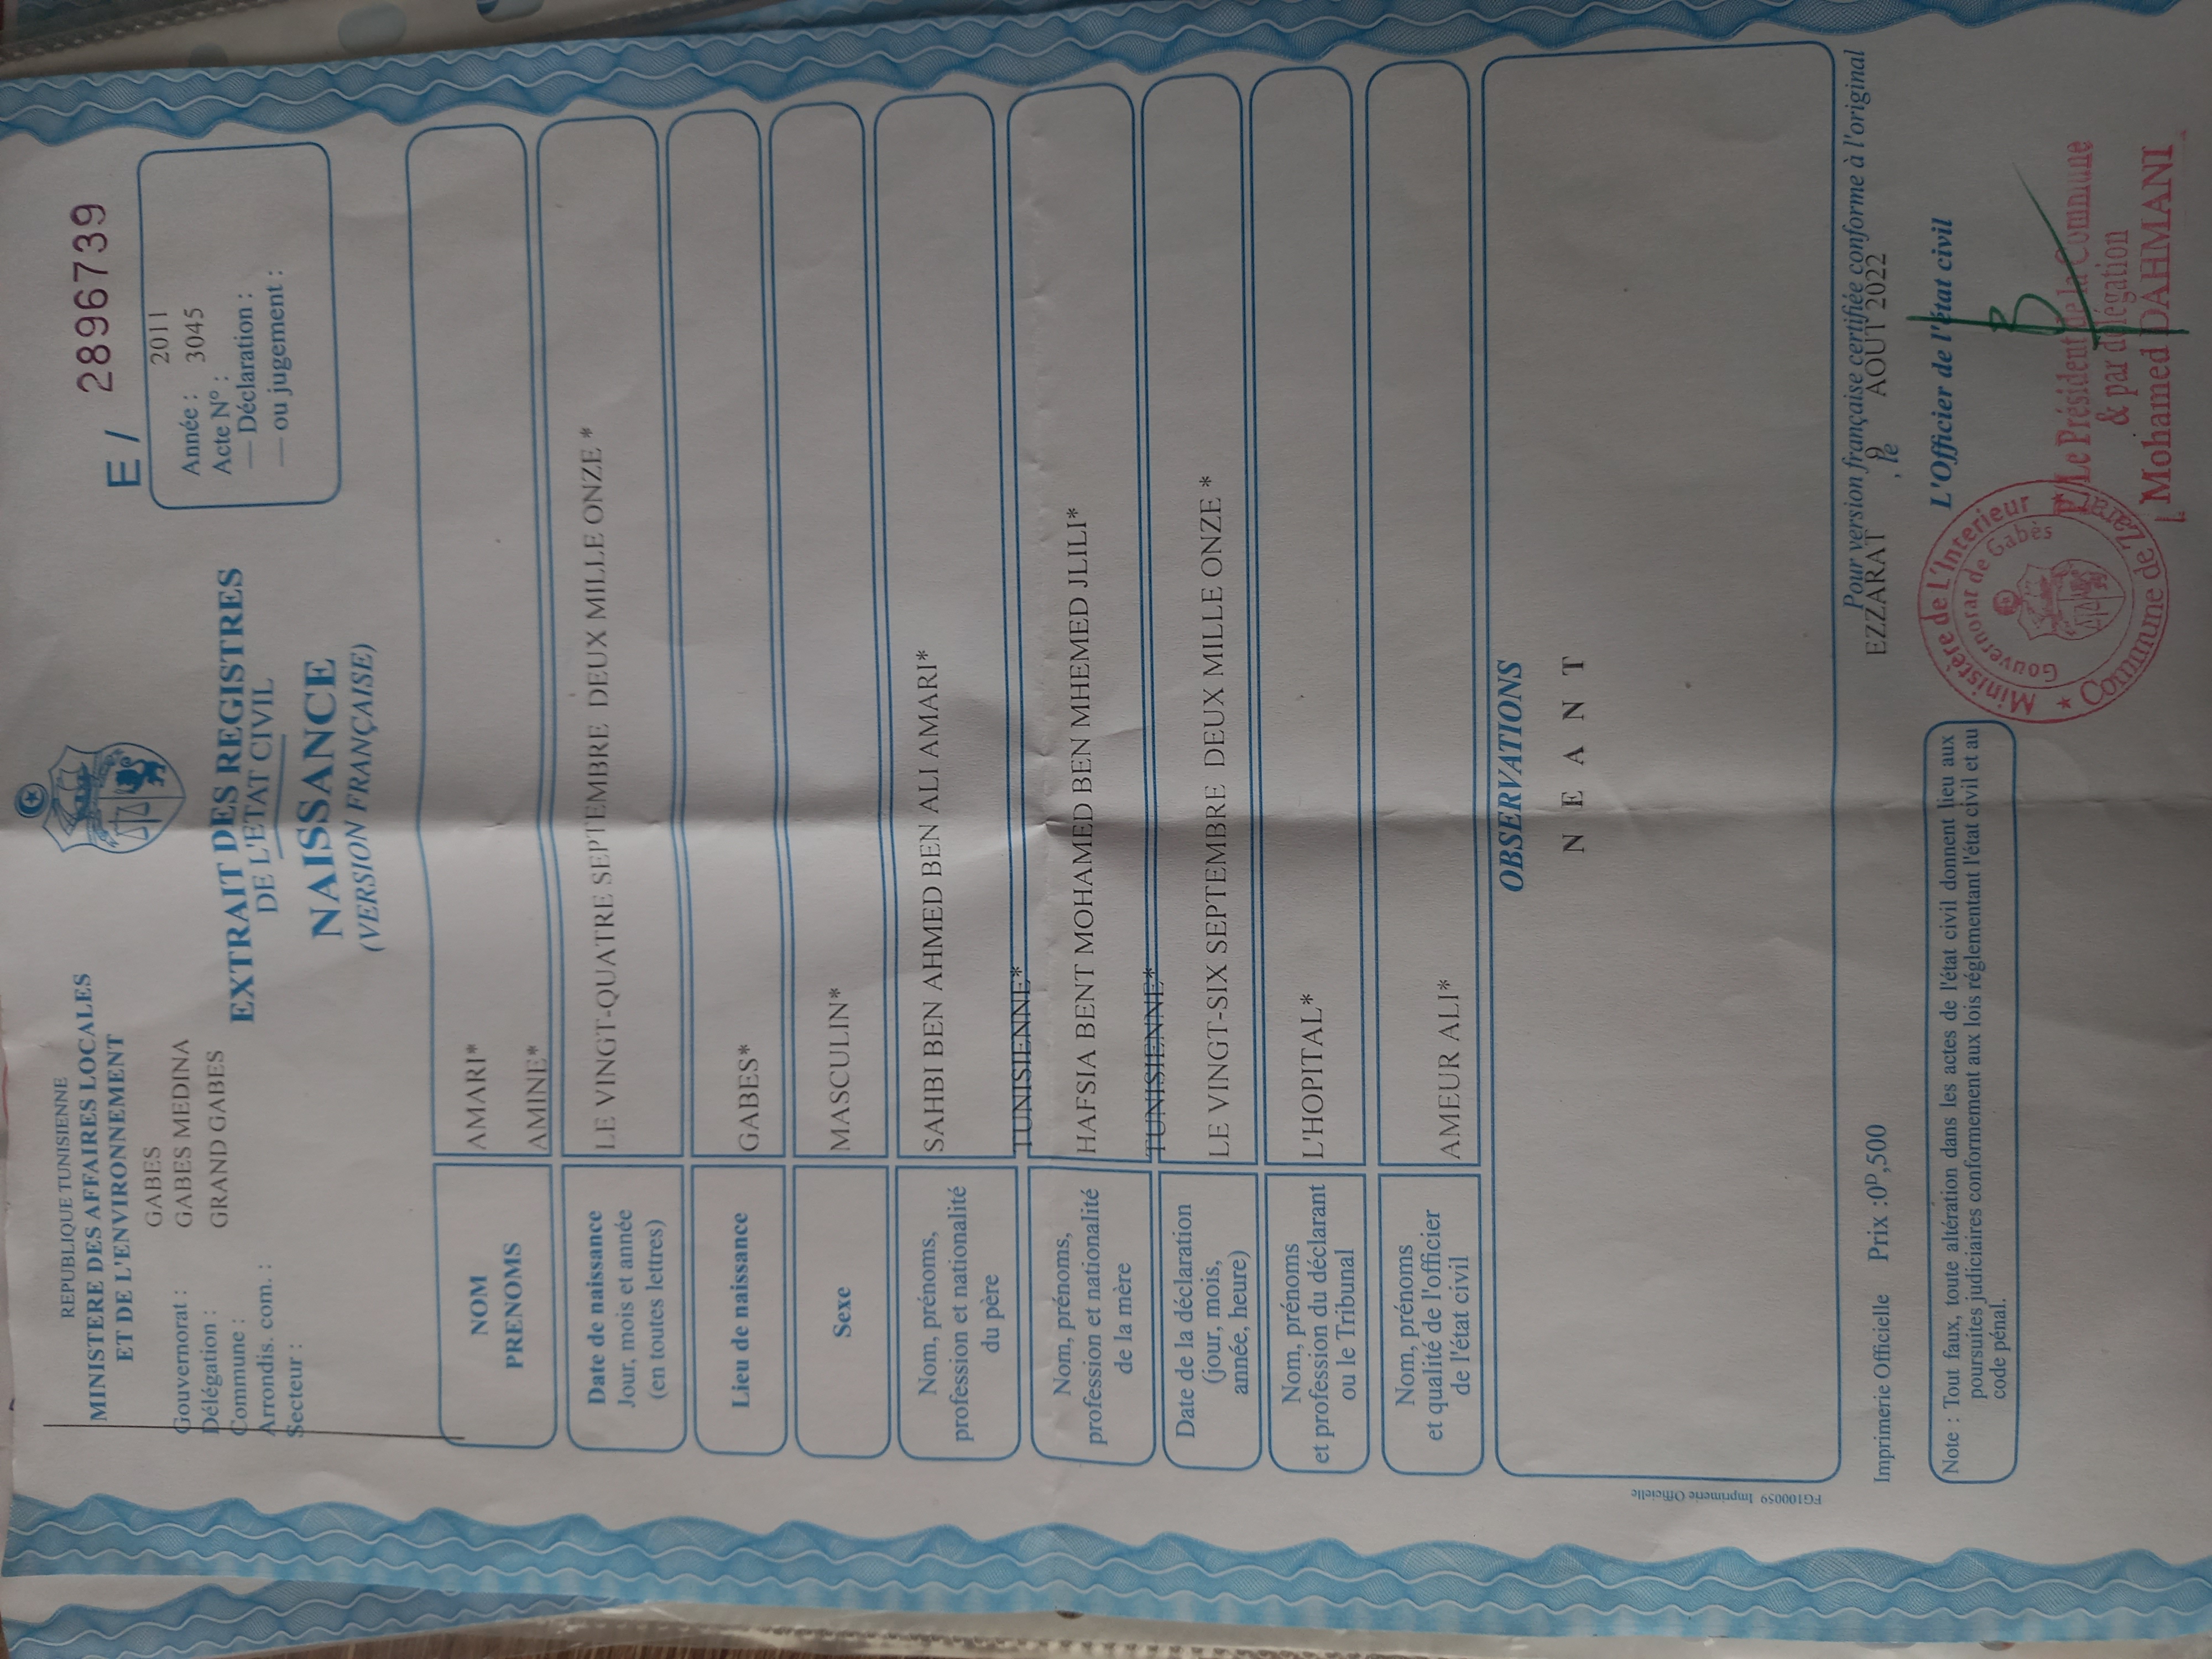 REPUBLIQUE TUNISIENNE
MINISTERE DES AFFAIRES LOCALES
ET DE L'ENVIRONNEMENT
E / 2896739
Gouvernorat : GABES
Délégation : GABES MEDINA
Commune : GRAND GABES
Arrondis. com. :
Secteur :
Année : 2011
Acte N° : 3045
— Déclaration :
— ou jugement :
EXTRAIT DES REGISTRES
DE L'ETAT CIVIL
NAISSANCE
(VERSION FRANÇAISE)
NOM AMARI*
PRENOMS AMINE*
Date de naissance
Jour, mois et année
(en toutes lettres)
LE VINGT-QUATRE SEPTEMBRE DEUX MILLE ONZE *
Lieu de naissance GABES*
Sexe MASCULIN*
Nom, prénoms,
profession et nationalité
du père
SAHBI BEN AHMED BEN ALI AMARI*
TUNISIENNE*
Nom, prénoms,
profession et nationalité
de la mère
HAFSIA BENT MOHAMED BEN MHEMED JLILI*
TUNISIENNE*
Date de la déclaration
(jour, mois,
année, heure)
LE VINGT-SIX SEPTEMBRE DEUX MILLE ONZE *
Nom, prénoms
et profession du déclarant
ou le Tribunal
L'HOPITAL*
Nom, prénoms
et qualité de l'officier
de l'état civil
AMEUR ALI*
OBSERVATIONS
N E A N T
FG100059 Imprimerie Officielle
Pour version française certifiée conforme à l'original
EZZARAT , le 9 AOUT 2022
Imprimerie Officielle Prix :0D,500
L'Officier de l'état civil
Note : Tout faux, toute altération dans les actes de l'état civil donnent lieu aux
poursuites judiciaires conformement aux lois réglementant l'état civil et au
code pénal.
Ministère de L'Interieur
Gouvernorat de Gabès
Commune de Zarat
P/Le Président de la Commune
& par délégation
Mohamed DAHMANI